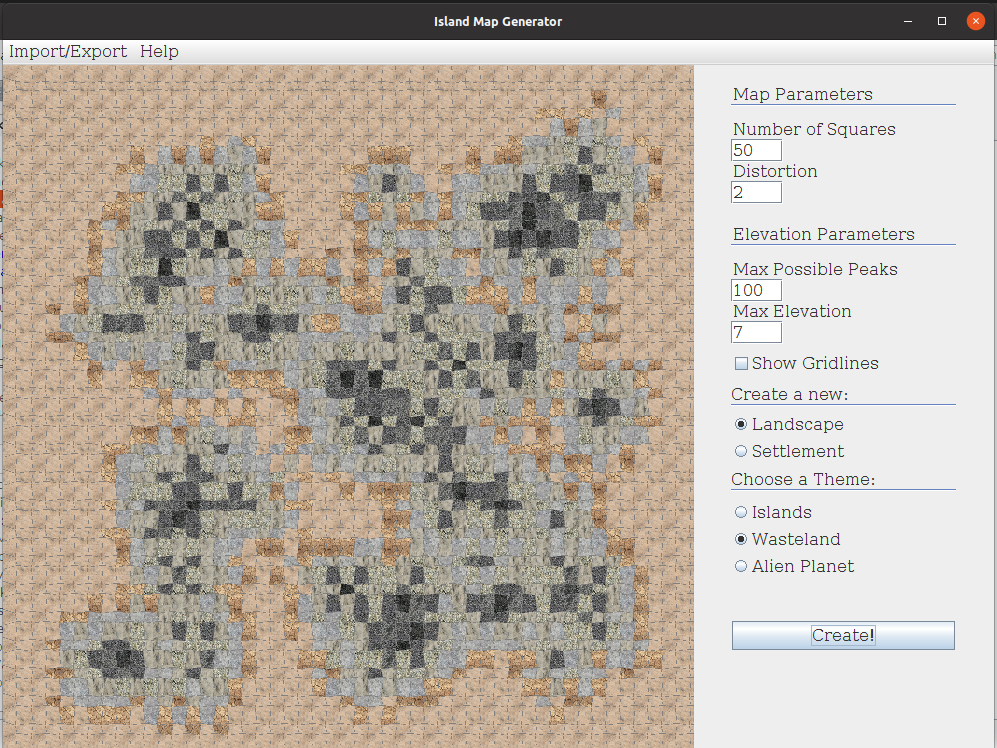 Island Map Generator
Import/Export Help
Map Parameters
Number of Squares
50
Distortion
2
Elevation Parameters
Max Possible Peaks
100
Max Elevation
7
Show Gridlines
Create a new:
Landscape
Settlement
Choose a Theme:
Islands
Wasteland
Alien Planet
Create!